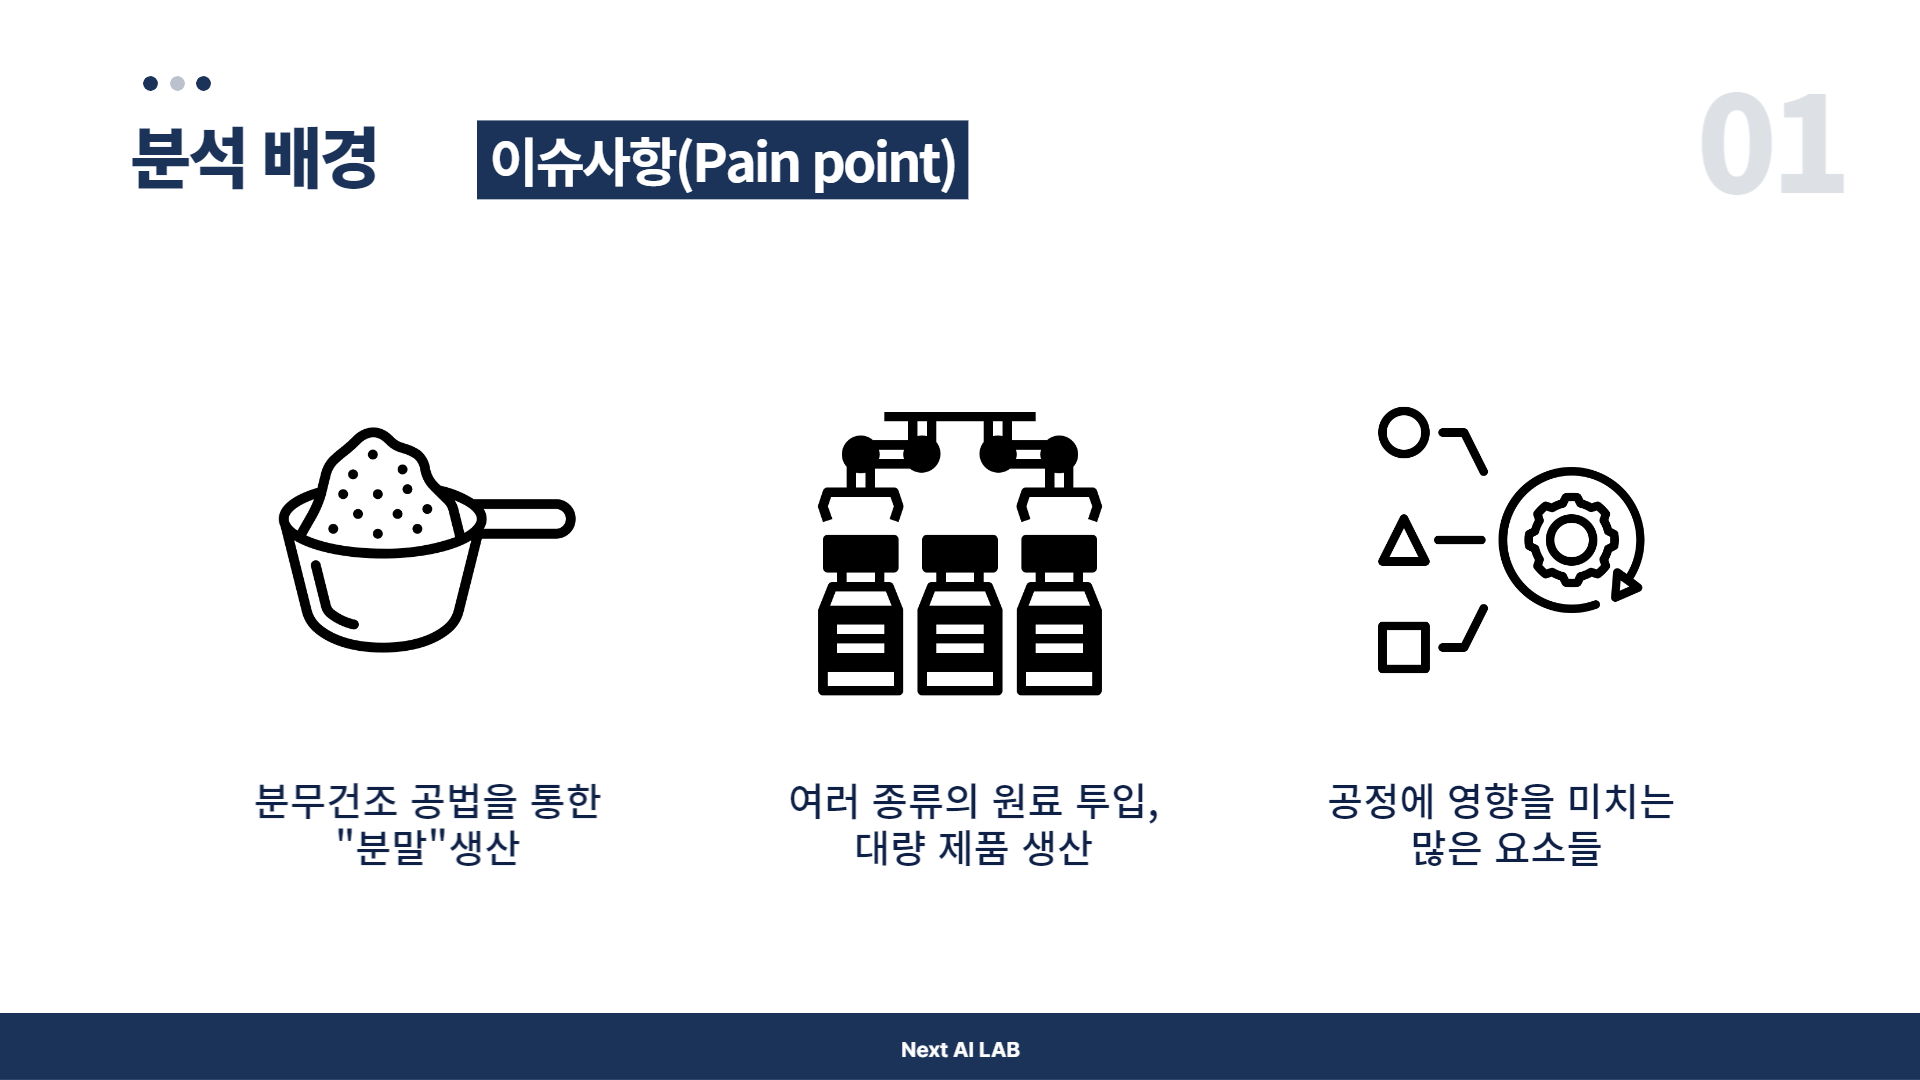 분석 배경
이슈사항(Pain point)
01
분무건조 공법을 통한
"분말"생산
여러 종류의 원료 투입,
대량 제품 생산
공정에 영향을 미치는
많은 요소들
Next AI LAB